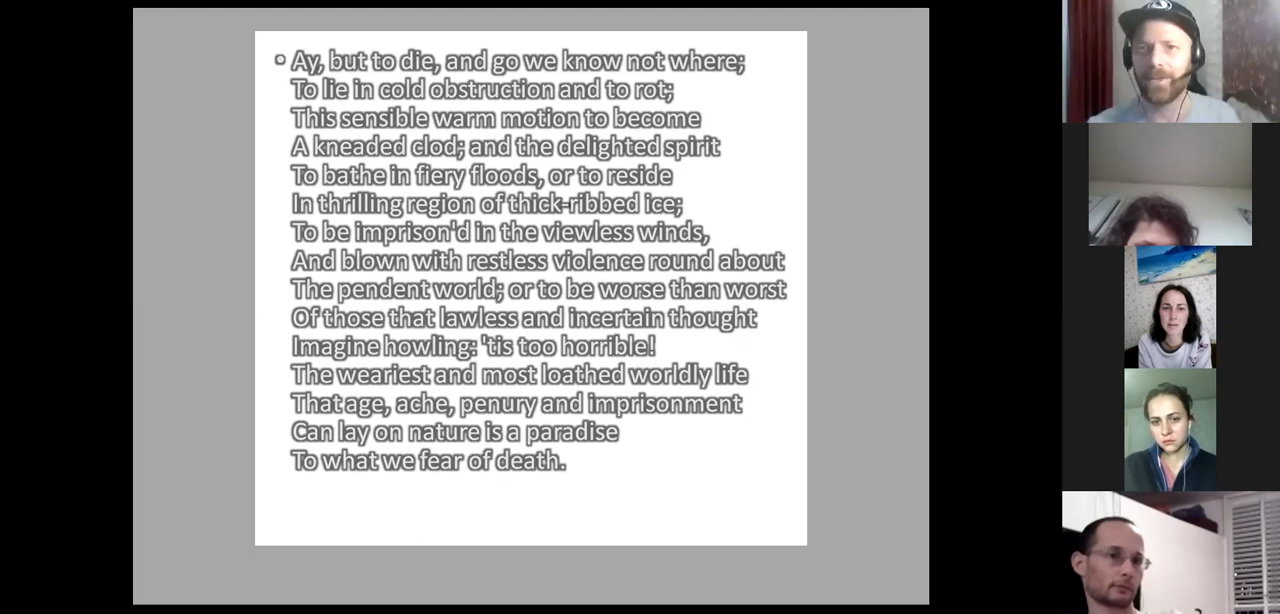 • Ay, but to die, and go we know not where;
To lie in cold obstruction and to rot;
This sensible warm motion to become
A kneaded clod; and the delighted spirit
To bathe in fiery floods, or to reside
In thrilling region of thick-ribbed ice;
To be imprison'd in the viewless winds,
And blown with restless violence round about
The pendent world; or to be worse than worst
Of those that lawless and incertain thought
Imagine howling: 'tis too horrible!
The weariest and most loathed worldly life
That age, ache, penury and imprisonment
Can lay on nature is a paradise
To what we fear of death.